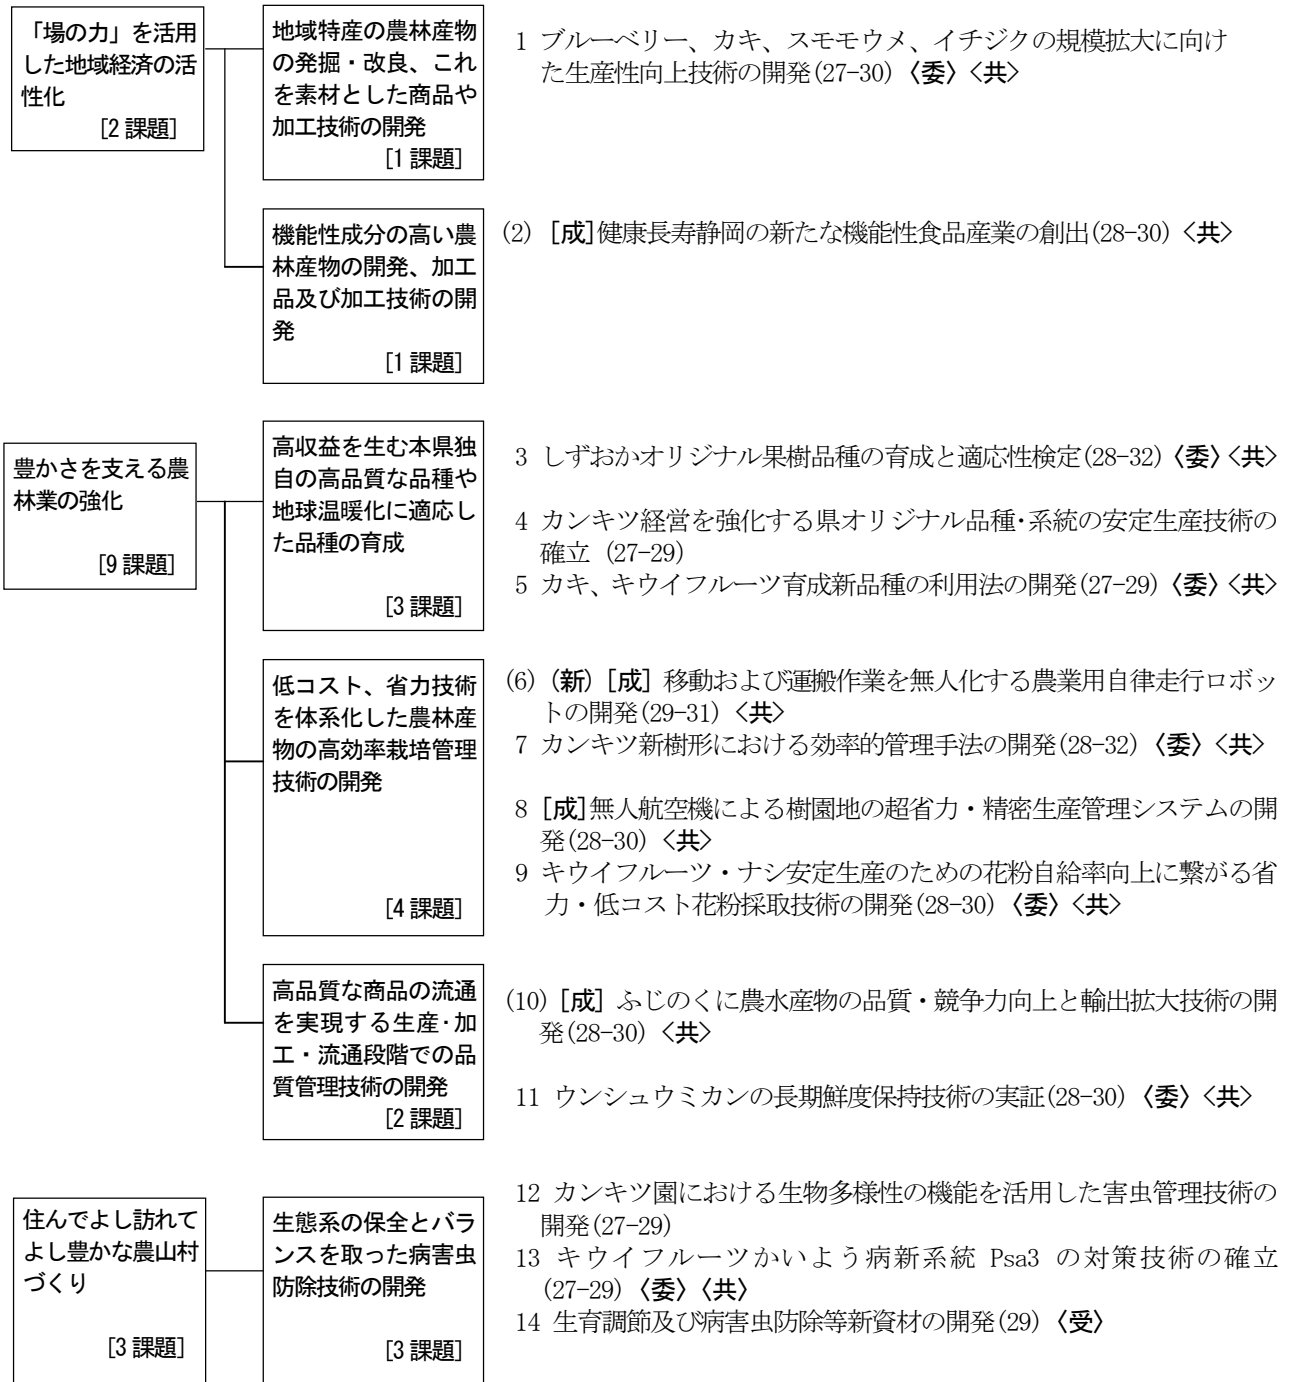 「場の力」を活用
した地域経済の活
性化
[2 課題]
地域特産の農林産物
の発掘・改良、これ
を素材とした商品や
加工技術の開発
[1 課題]
1 ブルーベリー、カキ、スモモウメ、イチジクの規模拡大に向け
た生産性向上技術の開発(27-30)〈委〉〈共〉
機能性成分の高い農
林産物の開発、加工
品及び加工技術の開
発
[1 課題]
(2) [成]健康長寿静岡の新たな機能性食品産業の創出(28-30)〈共〉
豊かさを支える農
林業の強化
[9 課題]
高収益を生む本県独
自の高品質な品種や
地球温暖化に適応し
た品種の育成
[3 課題]
3 しずおかオリジナル果樹品種の育成と適応性検定(28-32)〈委〉〈共〉
4 カンキツ経営を強化する県オリジナル品種・系統の安定生産技術の
確立 (27-29)
5 カキ、キウイフルーツ育成新品種の利用法の開発(27-29)〈委〉〈共〉
低コスト、省力技術
を体系化した農林産
物の高効率栽培管理
技術の開発
[4 課題]
(6)(新)[成] 移動および運搬作業を無人化する農業用自律走行ロボッ
トの開発(29-31)〈共〉
7 カンキツ新樹形における効率的管理手法の開発(28-32)〈委〉〈共〉
8 [成]無人航空機による樹園地の超省力・精密生産管理システムの開
発(28-30)〈共〉
9 キウイフルーツ・ナシ安定生産のための花粉自給率向上に繋がる省
力・低コスト花粉採取技術の開発(28-30)〈委〉〈共〉
高品質な商品の流通
を実現する生産・加
工・流通段階での品
質管理技術の開発
[2 課題]
(10)[成] ふじのくに農水産物の品質・競争力向上と輸出拡大技術の開
発(28-30)〈共〉
11 ウンシュウミカンの長期鮮度保持技術の実証(28-30)〈委〉〈共〉
住んでよし訪れて
よし豊かな農山村
づくり
[3 課題]
生態系の保全とバラ
ンスを取った病害虫
防除技術の開発
[3 課題]
12 カンキツ園における生物多様性の機能を活用した害虫管理技術の
開発(27-29)
13 キウイフルーツかいよう病新系統 Psa3 の対策技術の確立
(27-29)〈委〉〈共〉
14 生育調節及び病害虫防除等新資材の開発(29)〈受〉